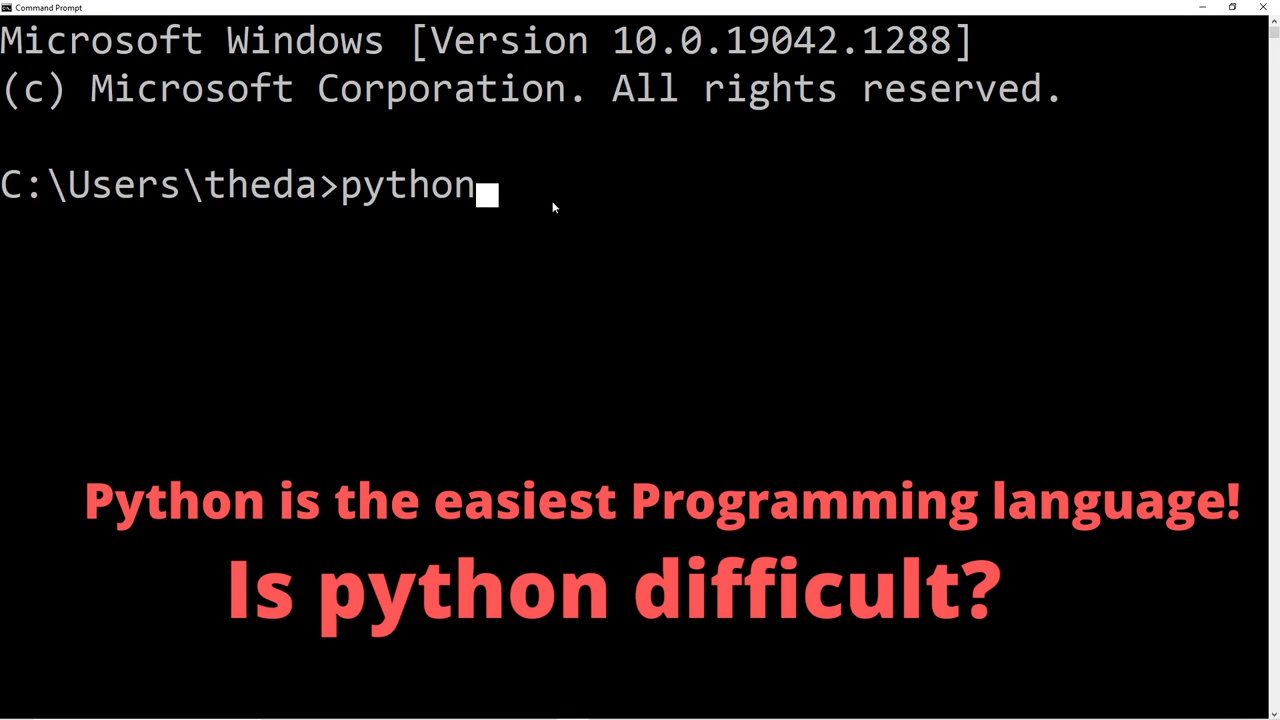 Command Prompt
Microsoft Windows [Version 10.0.19042.1288]
(c) Microsoft Corporation. All rights reserved.
C:\Users\theda>python
Python is the easiest Programming language!
Is python difficult?